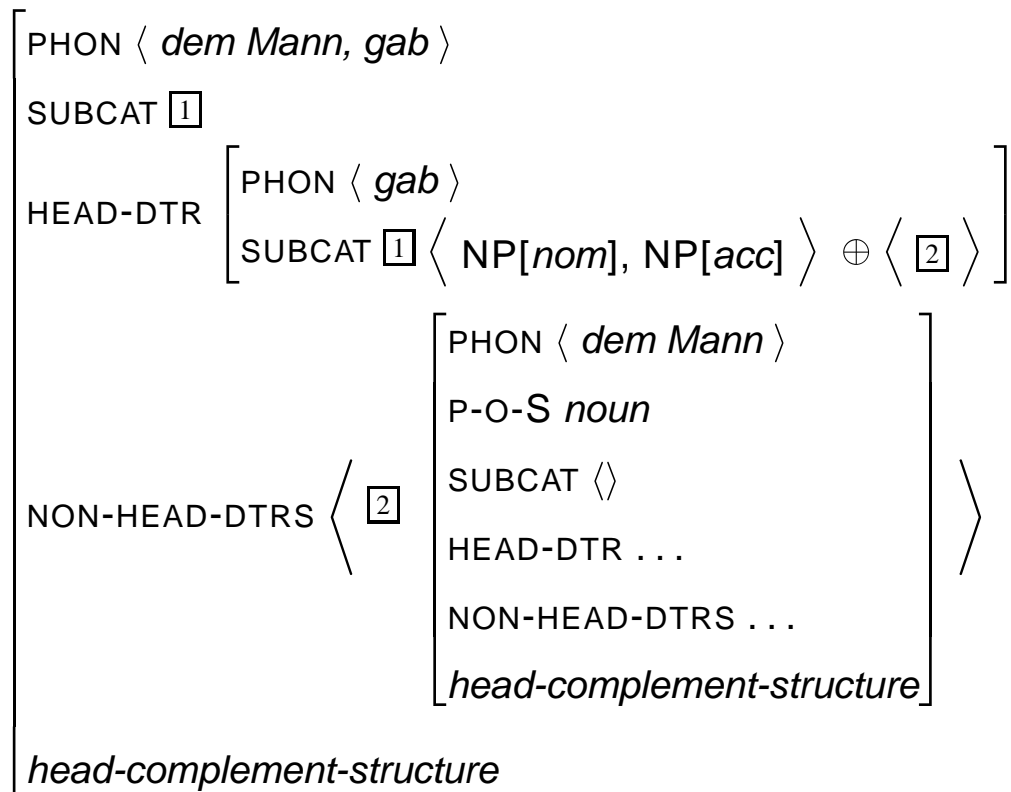 PHON ⟨ dem Mann, gab ⟩
SUBCAT 1
HEAD-DTR
PHON ⟨ gab ⟩
SUBCAT 1 ⟨ NP[nom], NP[acc] ⟩ ⊕ ⟨ 2 ⟩
NON-HEAD-DTRS ⟨ 2
PHON ⟨ dem Mann ⟩
P-O-S noun
SUBCAT ⟨⟩
HEAD-DTR . . .
NON-HEAD-DTRS . . .
head-complement-structure
⟩
head-complement-structure